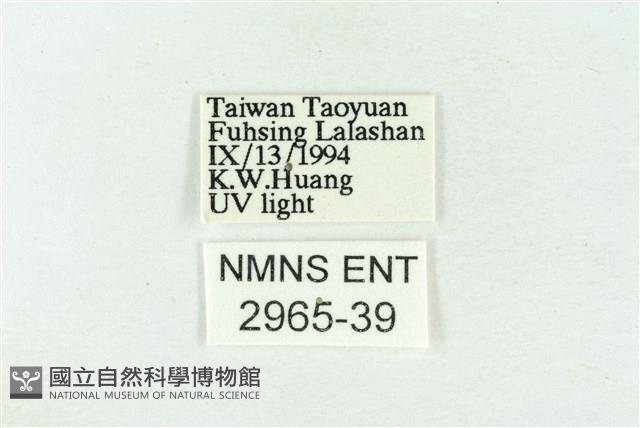 Taiwan Taoyuan
Fuhsing Lalashan
IX/13/1994
K.W.Huang
UV light
NMNS ENT
2965-39
國立自然科學博物館
NATIONAL MUSEUM OF NATURAL SCIENCE